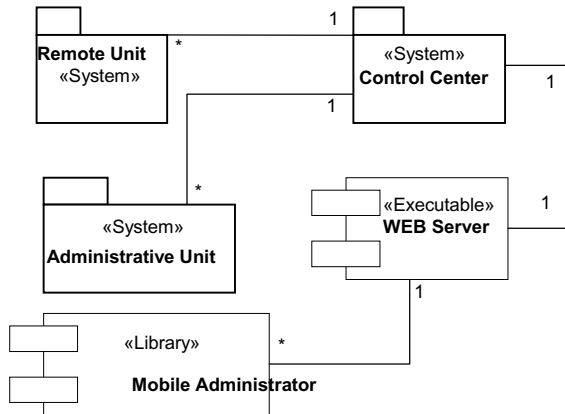 1
Remote Unit
*
«System»
«System»
Control Center
1
1
*
«System»
Administrative Unit
«Executable»
WEB Server
1
1
«Library»
*
Mobile Administrator